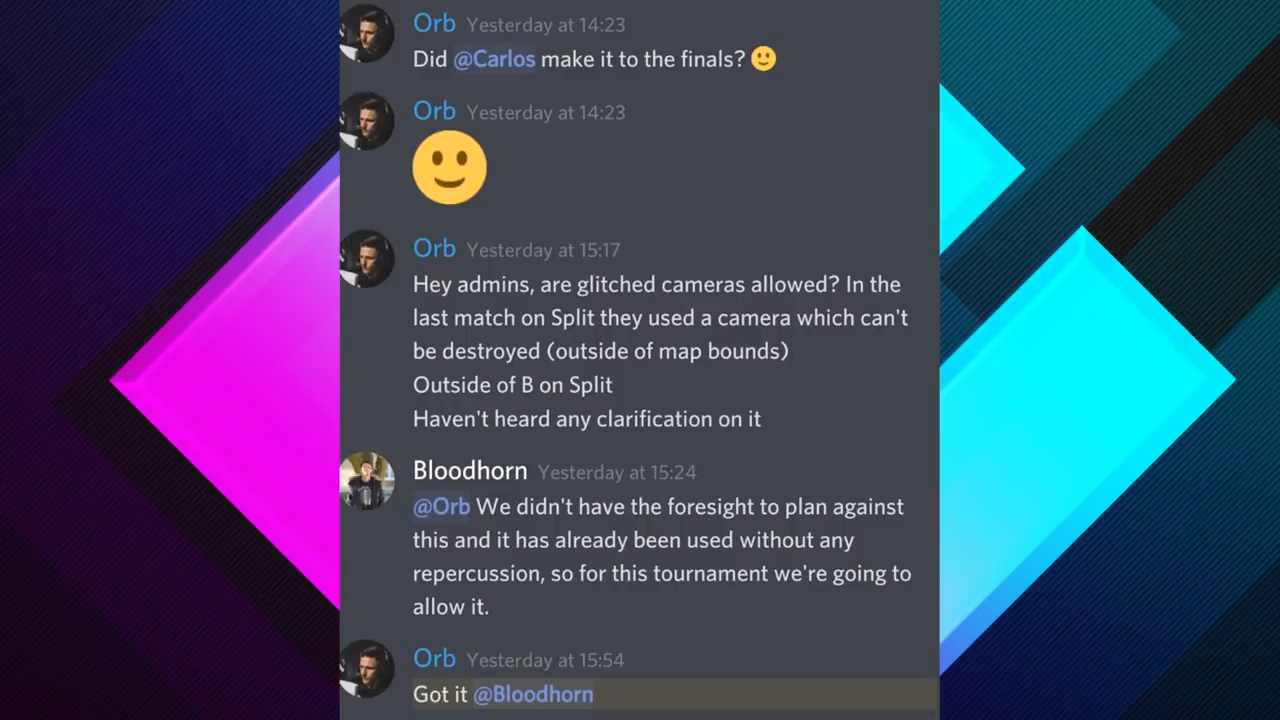 Orb Yesterday at 14:23
Did @Carlos make it to the finals? 🙂
Orb Yesterday at 14:23
🙂
Orb Yesterday at 15:17
Hey admins, are glitched cameras allowed? In the
last match on Split they used a camera which can't
be destroyed (outside of map bounds)
Outside of B on Split
Haven't heard any clarification on it
Bloodhorn Yesterday at 15:24
@Orb We didn't have the foresight to plan against
this and it has already been used without any
repercussion, so for this tournament we're going to
allow it.
Orb Yesterday at 15:54
Got it @Bloodhorn